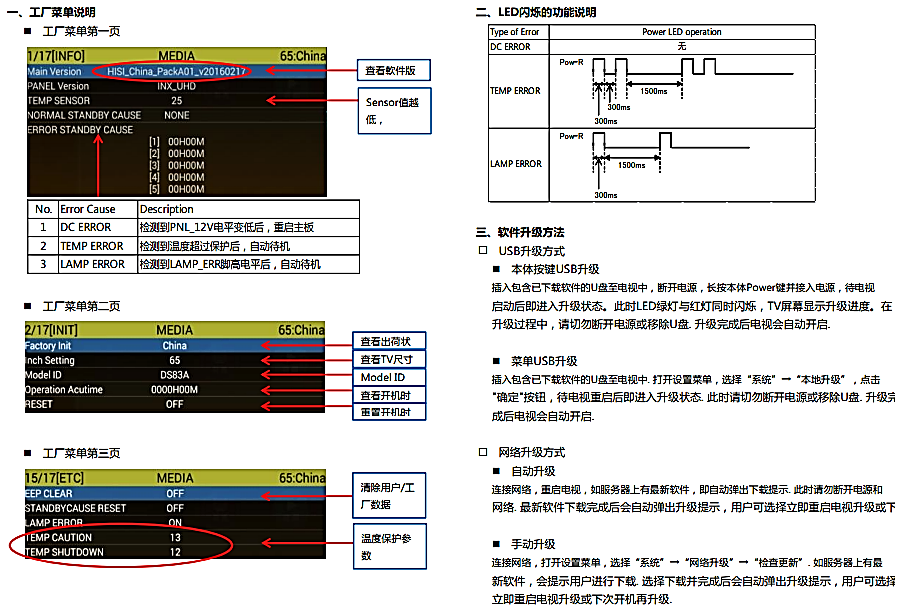 一、工厂菜单说明
■ 工厂菜单第一页
1/17[INFO] MEDIA 65:China
Main Version HISI_China_PackA01_v20160217
PANEL Version INX_UHD
TEMP SENSOR 25
NORMAL STANDBY CAUSE NONE
ERROR STANDBY CAUSE
[1] 00H00M
[2] 00H00M
[3] 00H00M
[4] 00H00M
[5] 00H00M
查看软件版
Sensor值越
低，
No. Error Cause Description
1 DC ERROR 检测到PNL_12V电平变低后，重启主板
2 TEMP ERROR 检测到温度超过保护后，自动待机
3 LAMP ERROR 检测到LAMP_ERR脚高电平后，自动待机
■ 工厂菜单第二页
2/17[INIT] MEDIA 65:China
Factory Init China
Inch Setting 65
Model ID DS83A
Operation Acutime 0000H00M
RESET OFF
查看出荷状
查看TV尺寸
Model ID
查看开机时
重置开机时
■ 工厂菜单第三页
15/17[ETC] MEDIA 65:China
EEP CLEAR OFF
STANDBYCAUSE RESET OFF
LAMP ERROR ON
TEMP CAUTION 13
TEMP SHUTDOWN 12
清除用户/工
厂数据
温度保护参
数
二、LED闪烁的功能说明
Type of Error Power LED operation
DC ERROR 无
TEMP ERROR Pow=R 300ms 1500ms 300ms
LAMP ERROR Pow=R 1500ms 300ms
三、软件升级方法
□ USB升级方式
■ 本体按键USB升级
插入包含已下载软件的U盘至电视中，断开电源，长按本体Power键并接入电源，待电视
启动后即进入升级状态。此时LED绿灯与红灯同时闪烁，TV屏幕显示升级进度。在
升级过程中，请切勿断开电源或移除U盘. 升级完成后电视会自动开启.
■ 菜单USB升级
插入包含已下载软件的U盘至电视中. 打开设置菜单，选择“系统”→“本地升级”，点击
"确定"按钮，待电视重启后即进入升级状态. 此时请切勿断开电源或移除U盘. 升级完
成后电视会自动开启.
□ 网络升级方式
■ 自动升级
连接网络，重启电视，如服务器上有最新软件，即自动弹出下载提示. 此时请勿断开电源和
网络. 最新软件下载完成后会自动弹出升级提示，用户可选择立即重启电视升级或下
■ 手动升级
连接网络，打开设置菜单，选择“系统”→“网络升级”→“检查更新”. 如服务器上有最
新软件，会提示用户进行下载. 选择下载并完成后会自动弹出升级提示，用户可选择
立即重启电视升级或下次开机再升级.